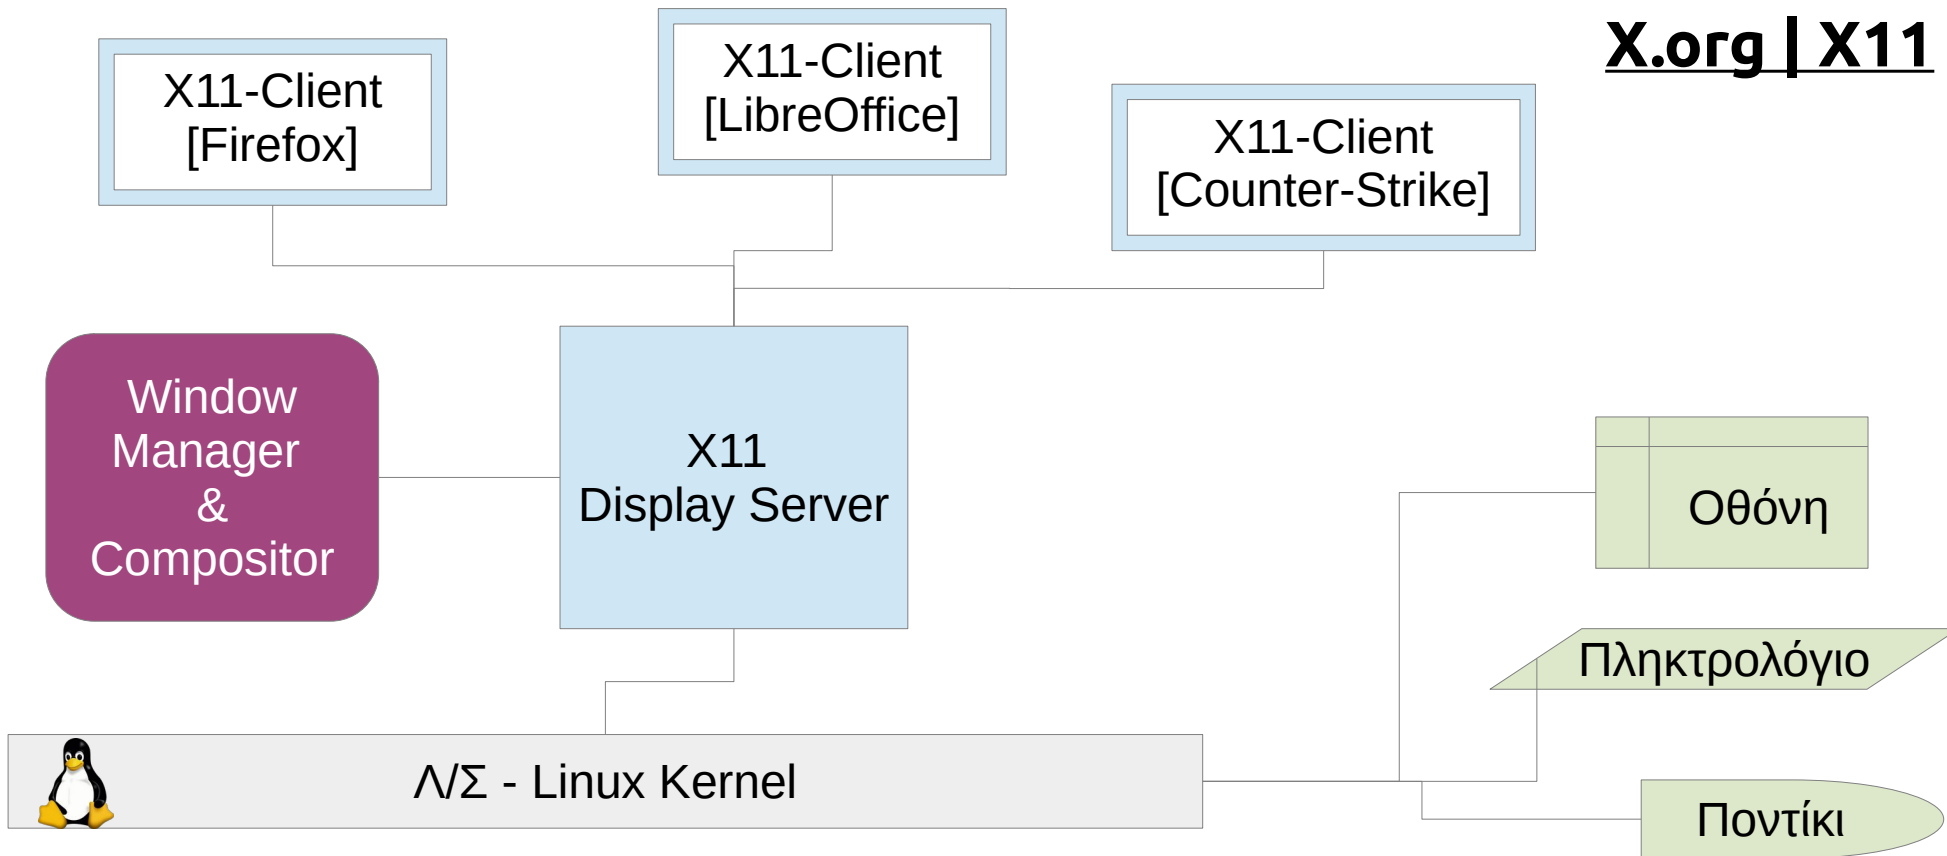 X.org | X11
X11-Client
[Firefox]
X11-Client
[LibreOffice]
X11-Client
[Counter-Strike]
Window
Manager
&
Compositor
X11
Display Server
Οθόνη
Πληκτρολόγιο
Λ/Σ - Linux Kernel
Ποντίκι